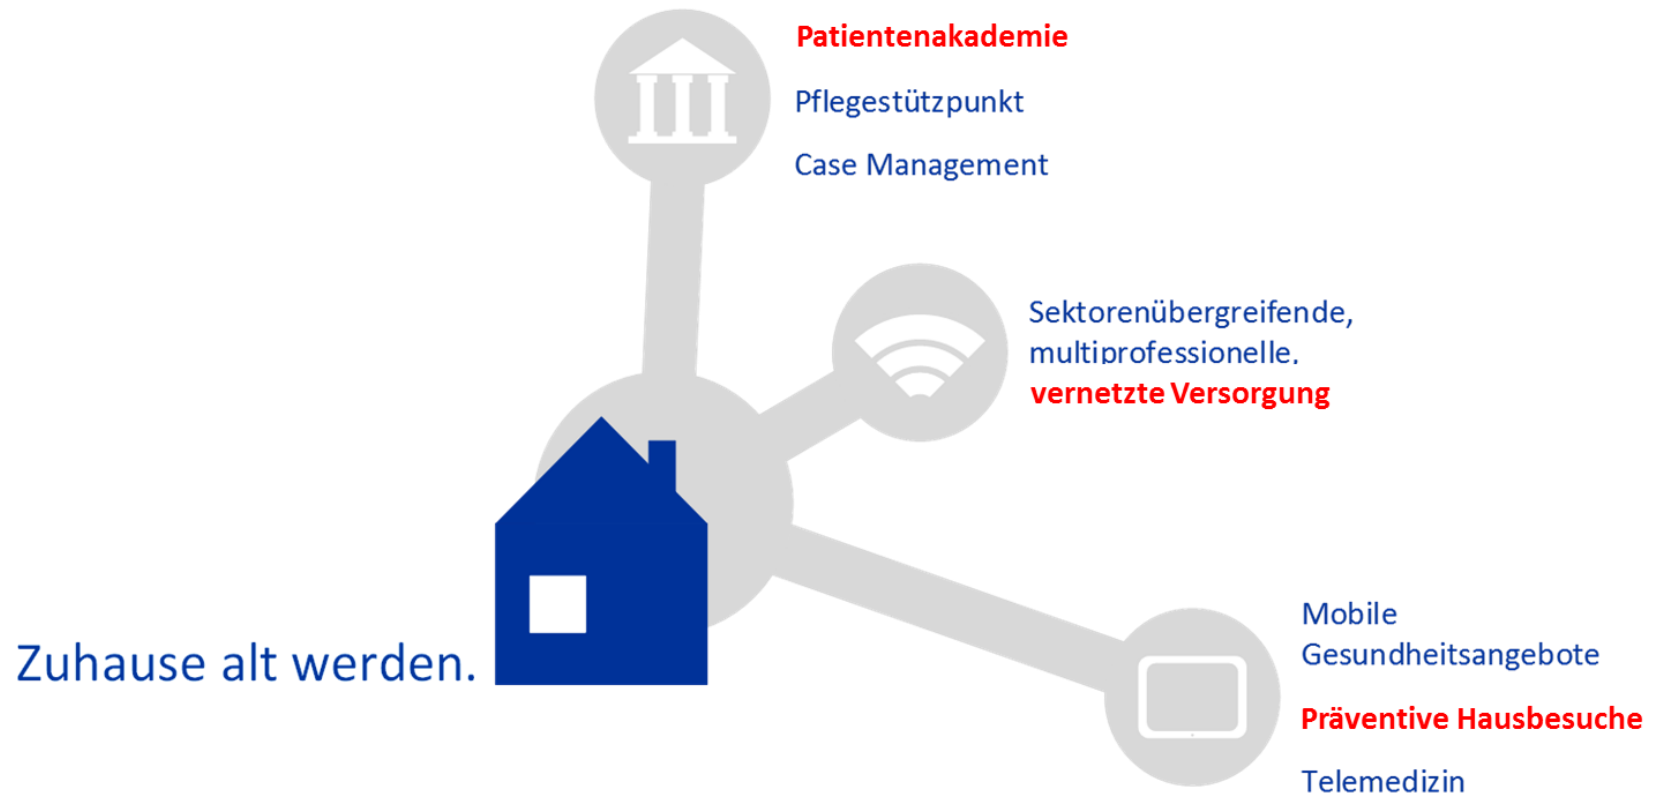 Patientenakademie
Pflegestützpunkt
Case Management
Sektorenübergreifende,
multiprofessionelle,
vernetzte Versorgung
Zuhause alt werden.
Mobile
Gesundheitsangebote
Präventive Hausbesuche
Telemedizin